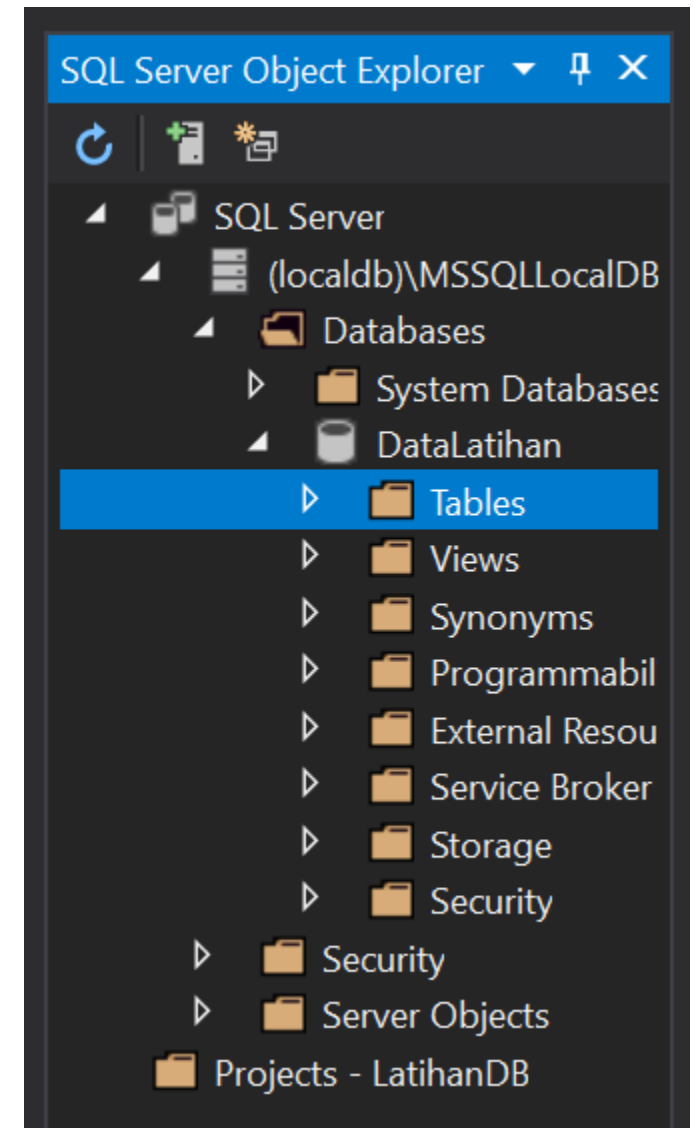 SQL Server Object Explorer
SQL Server
(localdb)\MSSQLLocalDB
Databases
System Databases
DataLatihan
Tables
Views
Synonyms
Programmabil
External Resou
Service Broker
Storage
Security
Security
Server Objects
Projects - LatihanDB